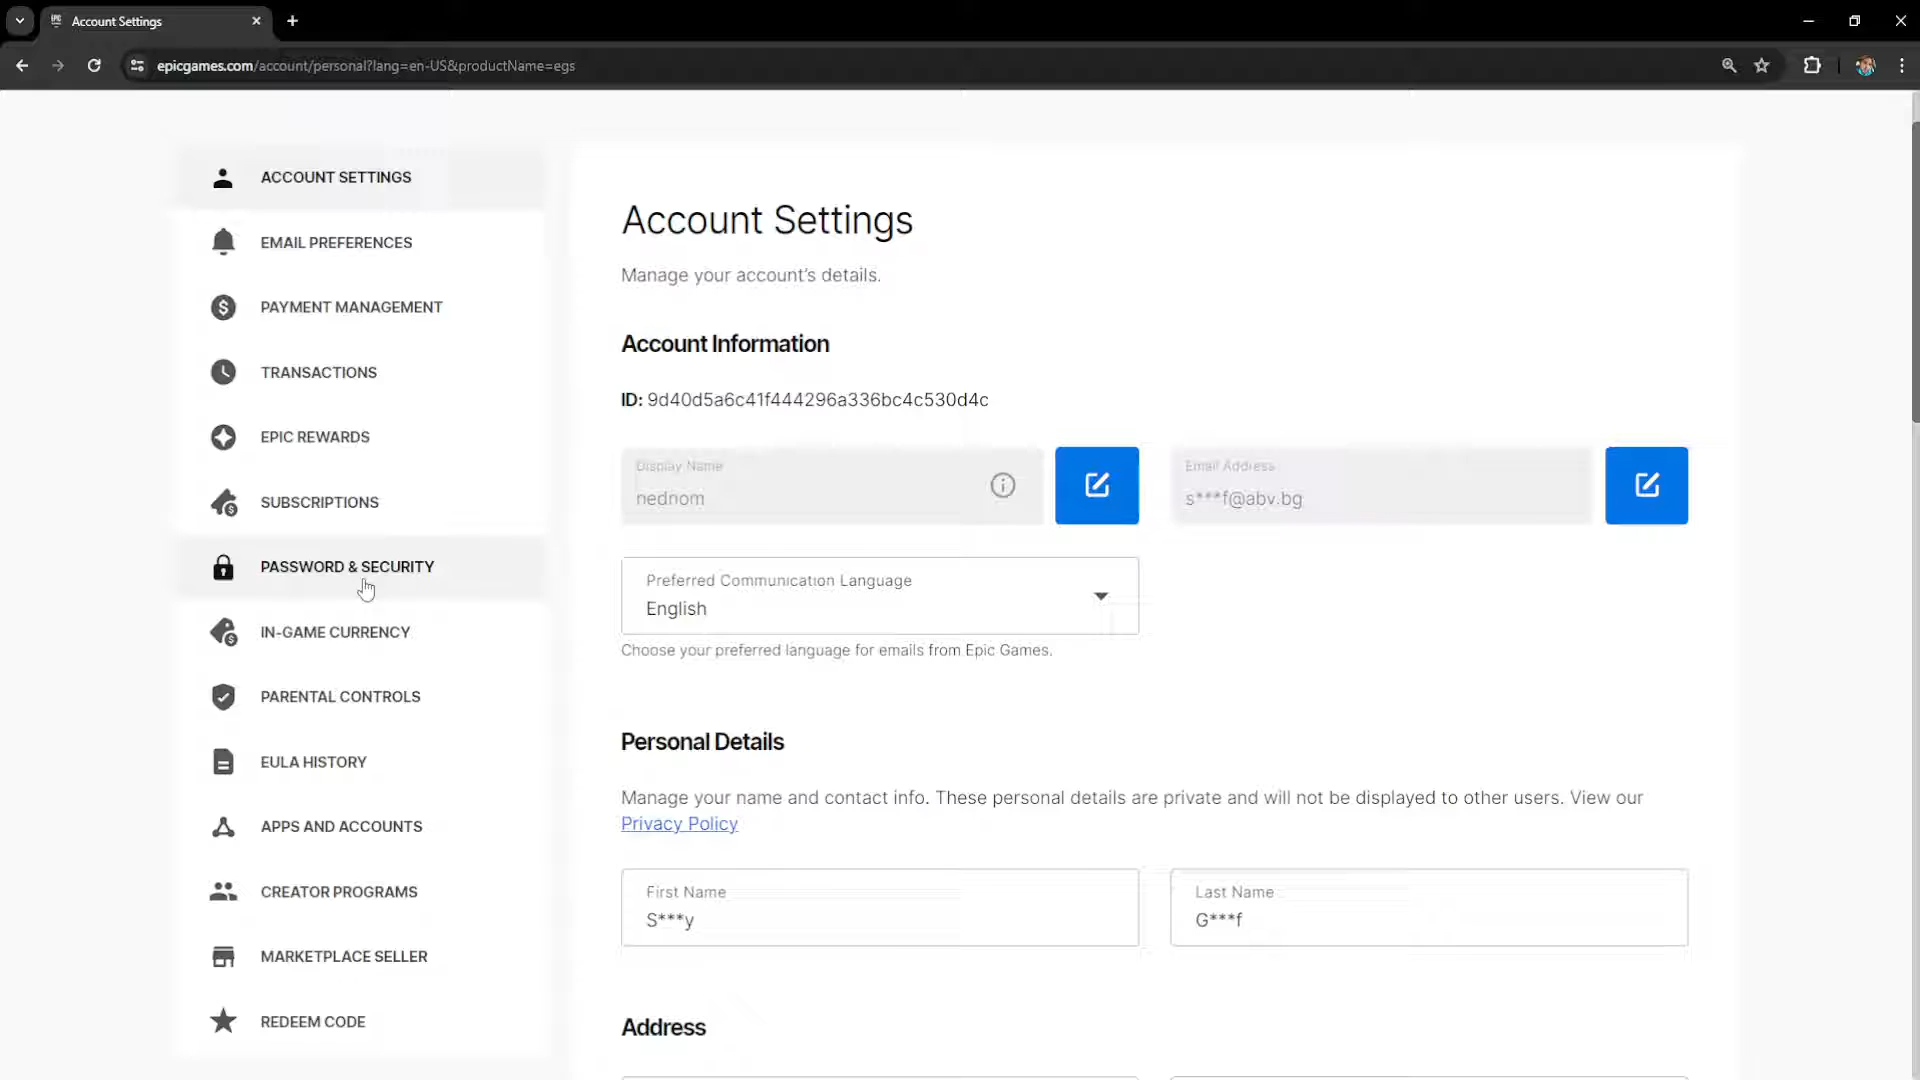 Account Settings
epicgames.com/account/personal?lang=en-US&productName=egs
ACCOUNT SETTINGS
EMAIL PREFERENCES
PAYMENT MANAGEMENT
TRANSACTIONS
EPIC REWARDS
SUBSCRIPTIONS
PASSWORD & SECURITY
IN-GAME CURRENCY
PARENTAL CONTROLS
EULA HISTORY
APPS AND ACCOUNTS
CREATOR PROGRAMS
MARKETPLACE SELLER
REDEEM CODE
Account Settings
Manage your account's details.
Account Information
ID: 9d40d5a6c41f444296a336bc4c530d4c
Display Name
nednom
Email Address
s***f@abv.bg
Preferred Communication Language
English
Choose your preferred language for emails from Epic Games.
Personal Details
Manage your name and contact info. These personal details are private and will not be displayed to other users. View our
Privacy Policy
First Name
S***y
Last Name
G***f
Address